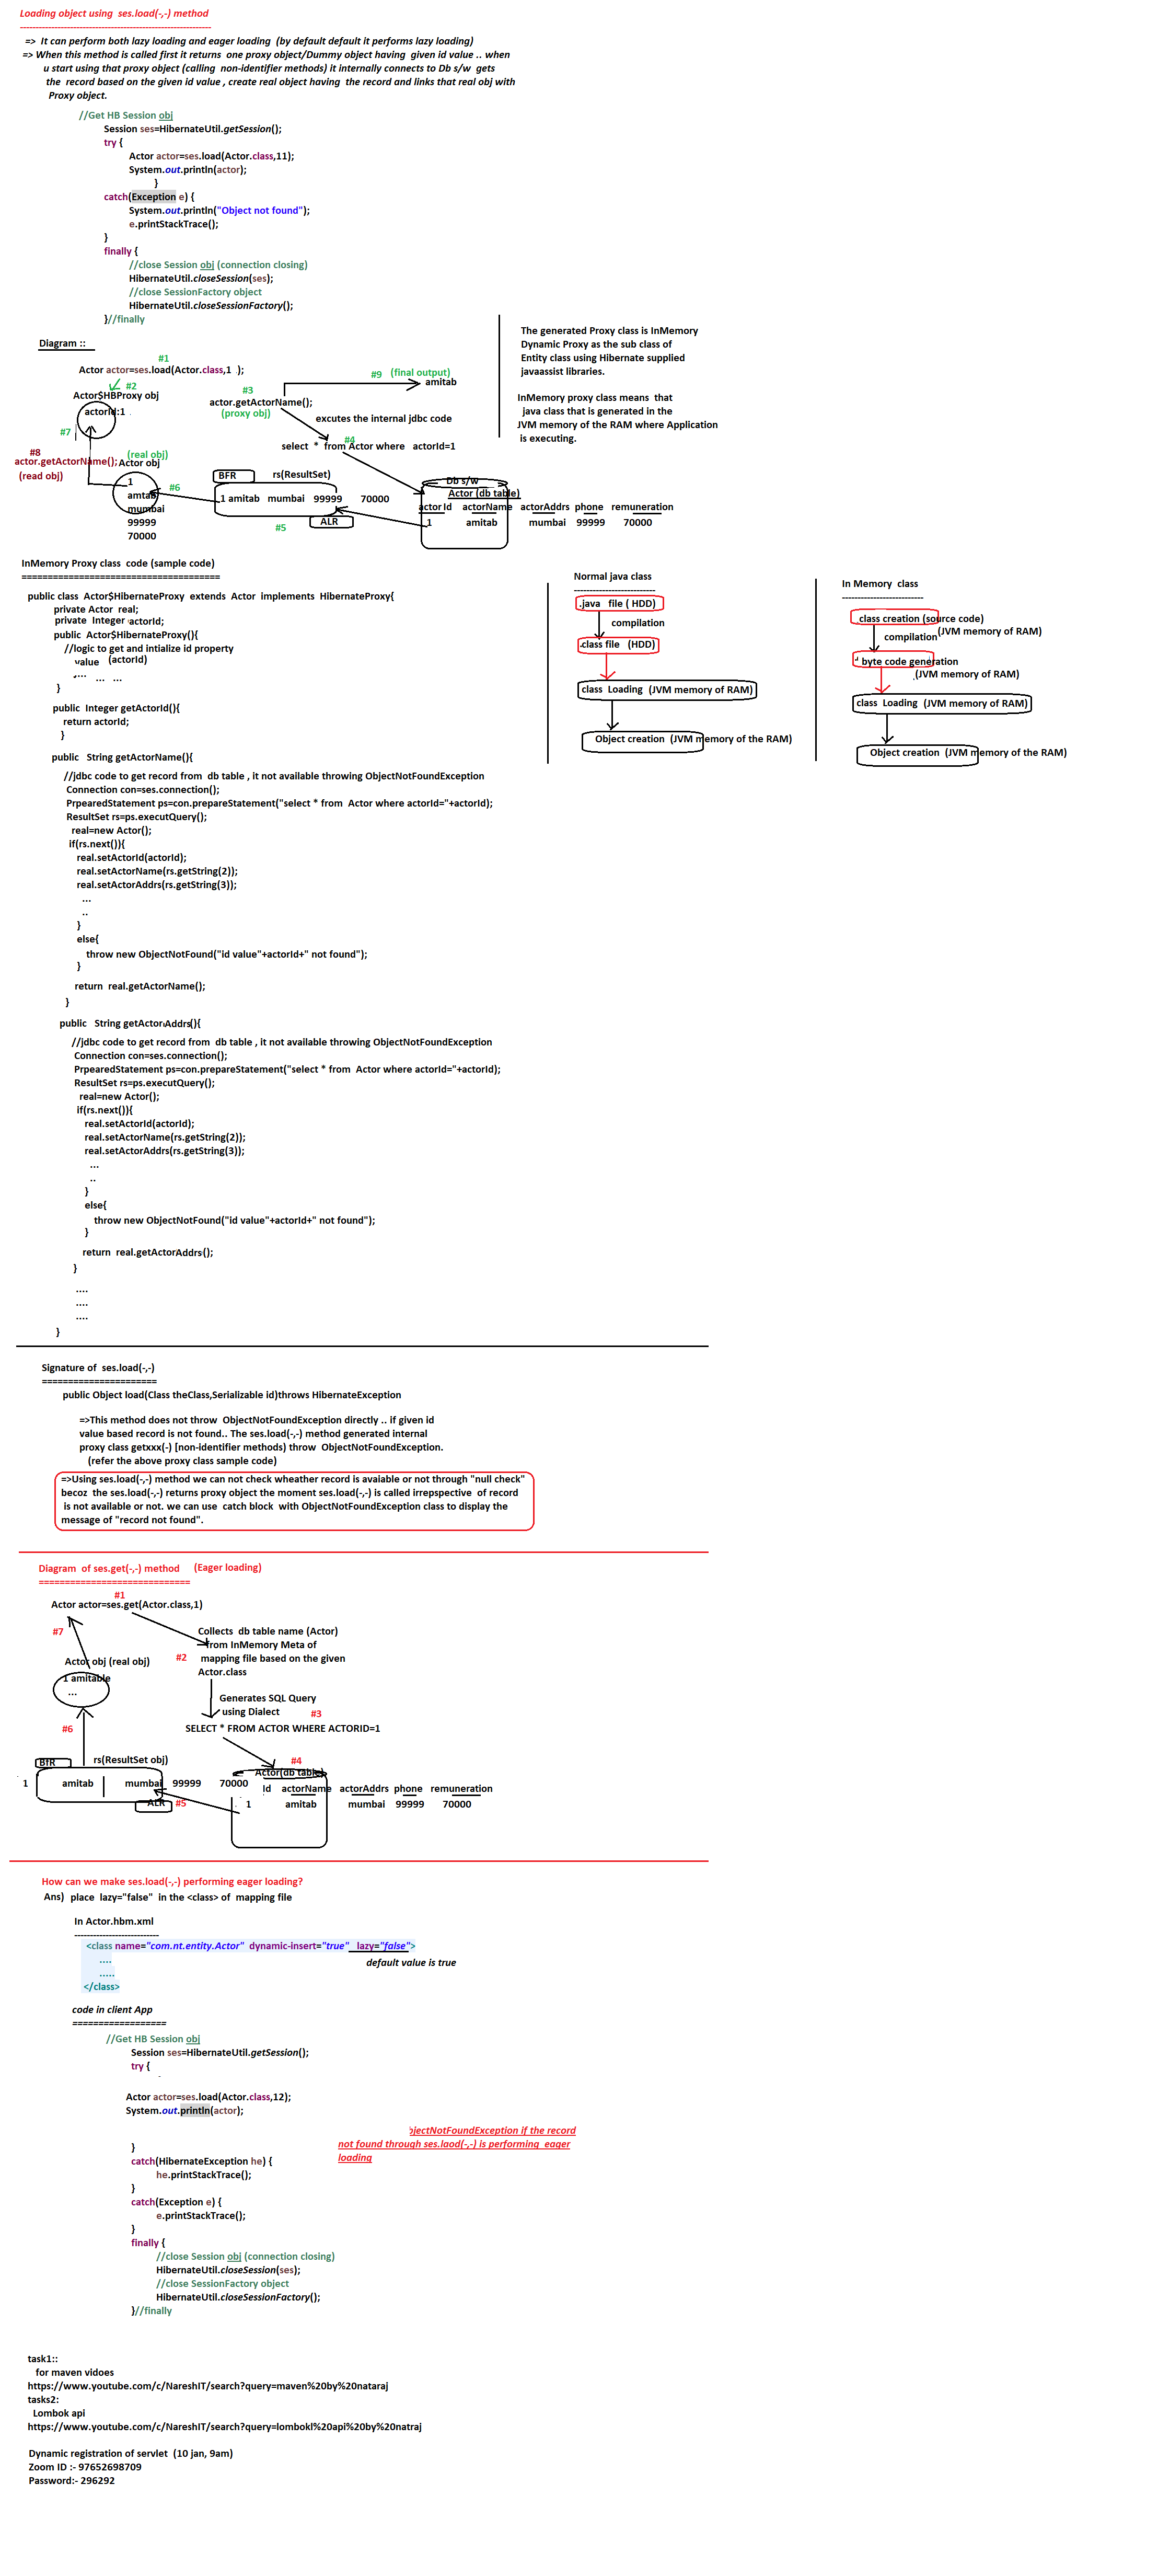 Loading object using  ses.load(-,-) method
----------------------------------------------------------------
=>  It can perform both lazy loading and eager loading  (by default default it performs lazy loading)
=> When this method is called first it returns  one proxy object/Dummy object having  given id value .. when
u start using that proxy object (calling  non-identifier methods) it internally connects to Db s/w  gets
the  record based on the given id value , create real object having  the record and links that real obj with
Proxy object.
//Get HB Session obj
Session ses=HibernateUtil.getSession();
try {
Actor actor=ses.load(Actor.class,11);
System.out.println(actor);
}
catch(Exception e) {
System.out.println("Object not found");
e.printStackTrace();
}
finally {
//close Session obj (connection closing)
HibernateUtil.closeSession(ses);
//close SessionFactory object
HibernateUtil.closeSessionFactory();
}//finally
The generated Proxy class is InMemory
Dynamic Proxy as the sub class of
Entity class using Hibernate supplied
javaassist libraries.
InMemory proxy class means  that
java class that is generated in the
JVM memory of the RAM where Application
is executing.
Diagram ::
#1
Actor actor=ses.load(Actor.class,1  );
#2
Actor$HBProxy obj
actorId:1
#3
actor.getActorName();
(proxy obj)
#9   (final output)
amitab
excutes the internal jdbc code
#4
select  *  from Actor where   actorId=1
#7
#8
actor.getActorName();
(read obj)
(real obj)
Actor obj
1
amtab
mumbai
99999
70000
#6
BFR       rs(ResultSet)
1 amitab   mumbai   99999      70000
ALR
#5
Db s/w
Actor (db table)
actor Id    actorName   actorAddrs  phone   remuneration
1             amitab            mumbai    99999       70000
InMemory Proxy class  code (sample code)
======================================
public class  Actor$HibernateProxy  extends  Actor  implements  HibernateProxy{
private Actor  real;
private  Integer  actorId;
public  Actor$HibernateProxy(){
//logic to get and intialize id property
value   (actorId)
....   ...   ...
}
public  Integer getActorId(){
return actorId;
}
public   String getActorName(){
//jdbc code to get record from  db table , it not available throwing ObjectNotFoundException
Connection con=ses.connection();
PrpearedStatement ps=con.prepareStatement("select * from  Actor where actorId="+actorId);
ResultSet rs=ps.executQuery();
real=new Actor();
if(rs.next()){
real.setActorId(actorId);
real.setActorName(rs.getString(2));
real.setActorAddrs(rs.getString(3));
...
..
}
else{
throw new ObjectNotFound("id value"+actorId+" not found");
}
return  real.getActorName();
}
public   String getActorAddrs(){
//jdbc code to get record from  db table , it not available throwing ObjectNotFoundException
Connection con=ses.connection();
PrpearedStatement ps=con.prepareStatement("select * from  Actor where actorId="+actorId);
ResultSet rs=ps.executQuery();
real=new Actor();
if(rs.next()){
real.setActorId(actorId);
real.setActorName(rs.getString(2));
real.setActorAddrs(rs.getString(3));
...
..
}
else{
throw new ObjectNotFound("id value"+actorId+" not found");
}
return  real.getActorAddrs();
}
....
....
....
}
Normal java class
---------------------------
.java   file ( HDD)
compilation
.class file   (HDD)
class  Loading  (JVM memory of RAM)
Object creation  (JVM memory of the RAM)
In Memory  class
---------------------------
.class creation (source code)
(JVM memory of RAM)
compilation
byte code generation
(JVM memory of RAM)
class  Loading  (JVM memory of RAM)
Object creation  (JVM memory of the RAM)
Signature of  ses.load(-,-)
======================
public Object load(Class theClass,Serializable id)throws HibernateException
=>This method does not throw  ObjectNotFoundException directly .. if given id
value based record is not found.. The ses.load(-,-) method generated internal
proxy class getxxx(-) [non-identifier methods) throw  ObjectNotFoundException.
(refer the above proxy class sample code)
=>Using ses.load(-,-) method we can not check wheather record is avaiable or not through "null check"
becoz  the ses.load(-,-) returns proxy object the moment ses.load(-,-) is called irrepspective  of record
is not available or not. we can use  catch block  with ObjectNotFoundException class to display the
message of "record not found".
Diagram  of ses.get(-,-) method     (Eager loading)
=============================
#1
Actor actor=ses.get(Actor.class,1)
#7
Collects  db table name (Actor)
from InMemory Meta of
#2   mapping file based on the given
Actor.class
Actor obj (real obj)
1 amitable
...
Generates SQL Query
using Dialect   #3
SELECT * FROM ACTOR WHERE ACTORID=1
#6
BfR       rs(ResultSet obj)
1   amitab   mumbai   99999   70000
ALR   #5
#4
Actor(db table)
Id    actorName   actorAddrs  phone   remuneration
1             amitab            mumbai    99999       70000
How can we make ses.load(-,-) performing eager loading?
Ans)  place  lazy="false"  in the <class> of  mapping file
In Actor.hbm.xml
----------------------------
<class name="com.nt.entity.Actor"  dynamic-insert="true"   lazy="false">
....
default value is true
.....
</class>
code in client App
==================
//Get HB Session obj
Session ses=HibernateUtil.getSession();
try {
Actor actor=ses.load(Actor.class,12);
System.out.println(actor);
bjectNotFoundException if the record
not found through ses.laod(-,-) is performing  eager
loading
}
catch(HibernateException he) {
he.printStackTrace();
}
catch(Exception e) {
e.printStackTrace();
}
finally {
//close Session obj (connection closing)
HibernateUtil.closeSession(ses);
//close SessionFactory object
HibernateUtil.closeSessionFactory();
}//finally
task1::
for maven vidoes
https://www.youtube.com/c/NareshIT/search?query=maven%20by%20nataraj
tasks2:
Lombok api
https://www.youtube.com/c/NareshIT/search?query=lombokl%20api%20by%20natraj
Dynamic registration of servlet  (10 jan, 9am)
Zoom ID :- 97652698709
Password:- 296292